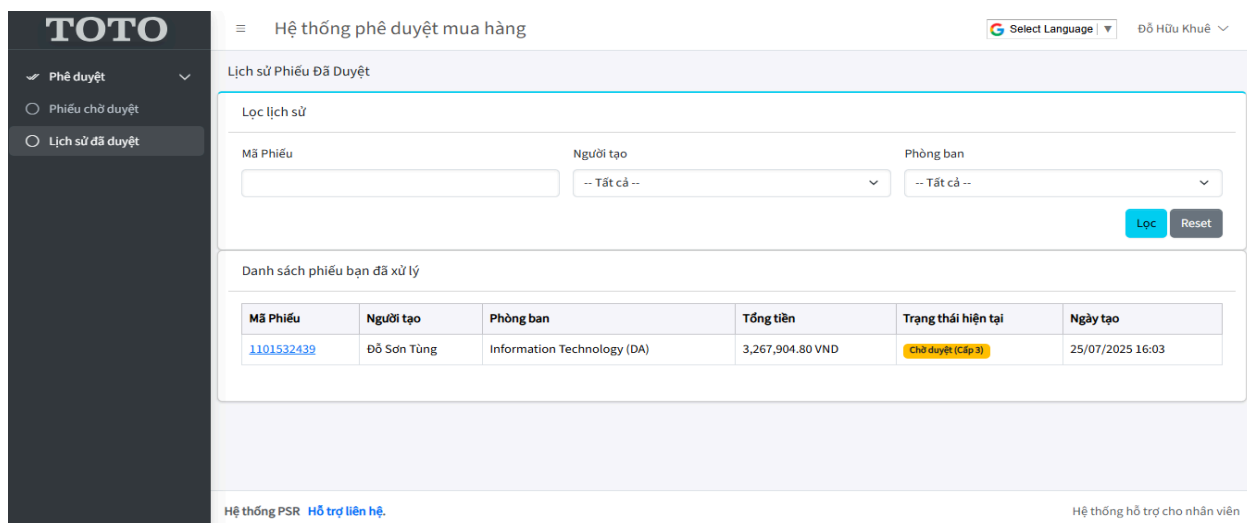 TOTO
Hệ thống phê duyệt mua hàng
Select Language
Đỗ Hữu Khuê
Phê duyệt
Phiếu chờ duyệt
Lịch sử đã duyệt
Lịch sử Phiếu Đã Duyệt
Lọc lịch sử
Mã Phiếu Người tạo Phòng ban
-- Tất cả -- -- Tất cả --
Lọc Reset
Danh sách phiếu bạn đã xử lý
Mã Phiếu Người tạo Phòng ban Tổng tiền Trạng thái hiện tại Ngày tạo
1101532439 Đỗ Sơn Tùng Information Technology (DA) 3,267,904.80 VND Chờ duyệt (Cấp 3) 25/07/2025 16:03
Hệ thống PSR Hỗ trợ liên hệ. Hệ thống hỗ trợ cho nhân viên